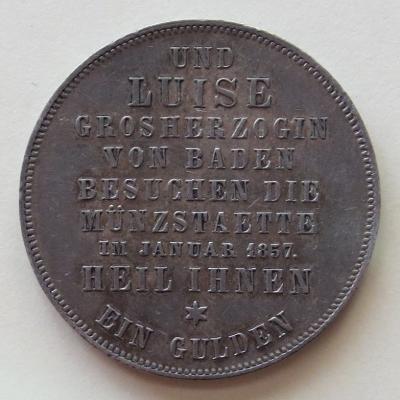 UND
LUISE
GROSHERZOGIN
VON BADEN
BESUCHEN DIE
MÜNZSTAETTE
IM JANUAR 1857.
HEIL IHNEN
EIN GULDEN